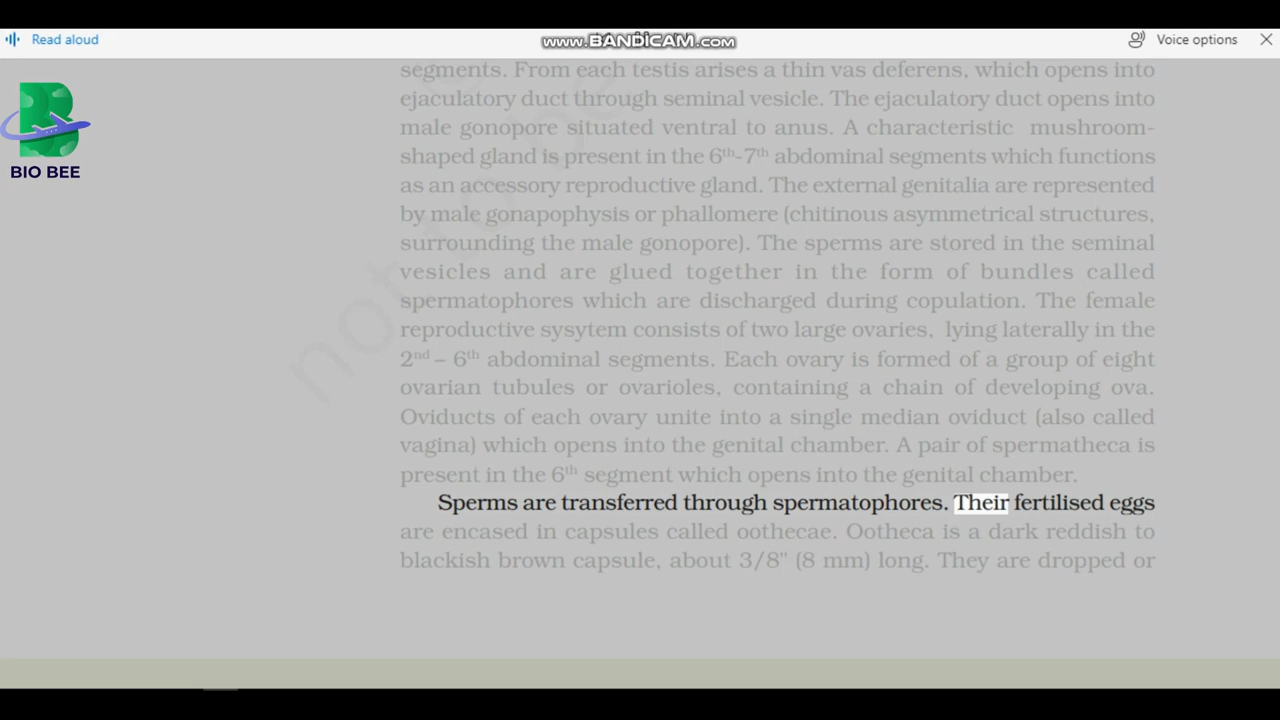 Read aloud
www.BANDICAM.com
Voice options
BIO BEE
segments. From each testis arises a thin vas deferens, which opens into
ejaculatory duct through seminal vesicle. The ejaculatory duct opens into
male gonopore situated ventral to anus. A characteristic mushroom-
shaped gland is present in the 6th-7th abdominal segments which functions
as an accessory reproductive gland. The external genitalia are represented
by male gonapophysis or phallomere (chitinous asymmetrical structures,
surrounding the male gonopore). The sperms are stored in the seminal
vesicles and are glued together in the form of bundles called
spermatophores which are discharged during copulation. The female
reproductive sysytem consists of two large ovaries, lying laterally in the
2nd – 6th abdominal segments. Each ovary is formed of a group of eight
ovarian tubules or ovarioles, containing a chain of developing ova.
Oviducts of each ovary unite into a single median oviduct (also called
vagina) which opens into the genital chamber. A pair of spermatheca is
present in the 6th segment which opens into the genital chamber.
Sperms are transferred through spermatophores. Their fertilised eggs
are encased in capsules called oothecae. Ootheca is a dark reddish to
blackish brown capsule, about 3/8" (8 mm) long. They are dropped or
not to be